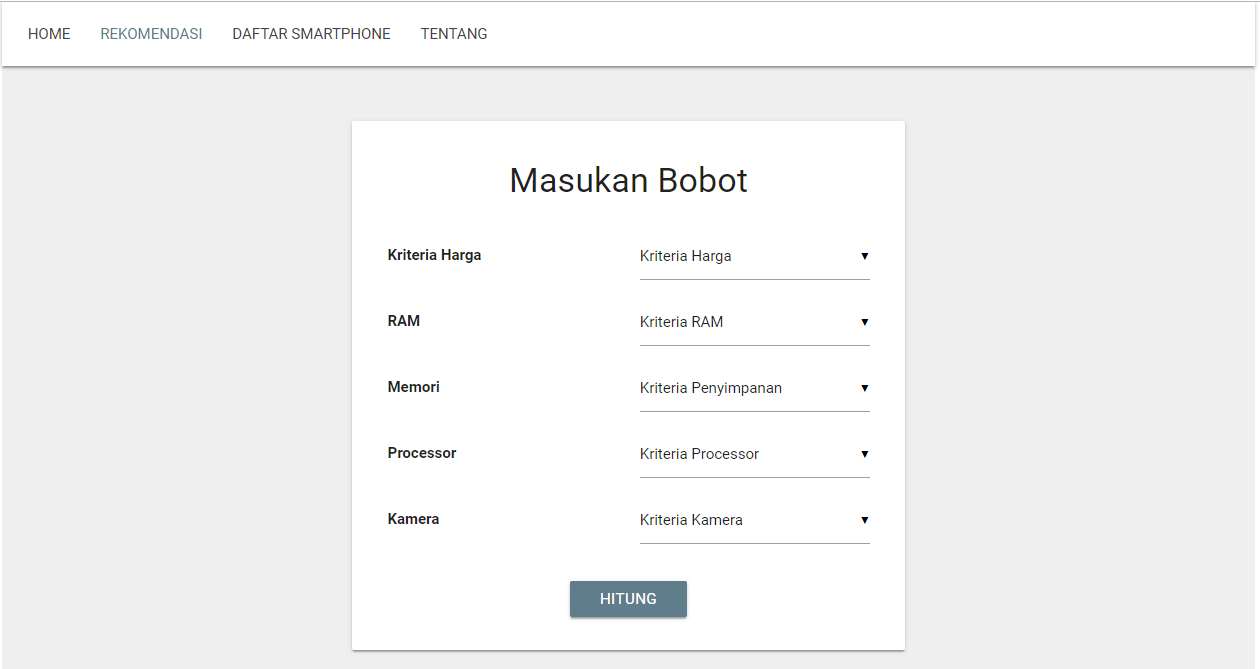 HOME REKOMENDASI DAFTAR SMARTPHONE TENTANG
Masukan Bobot
Kriteria Harga Kriteria Harga ▼
RAM Kriteria RAM ▼
Memori Kriteria Penyimpanan ▼
Processor Kriteria Processor ▼
Kamera Kriteria Kamera ▼
HITUNG